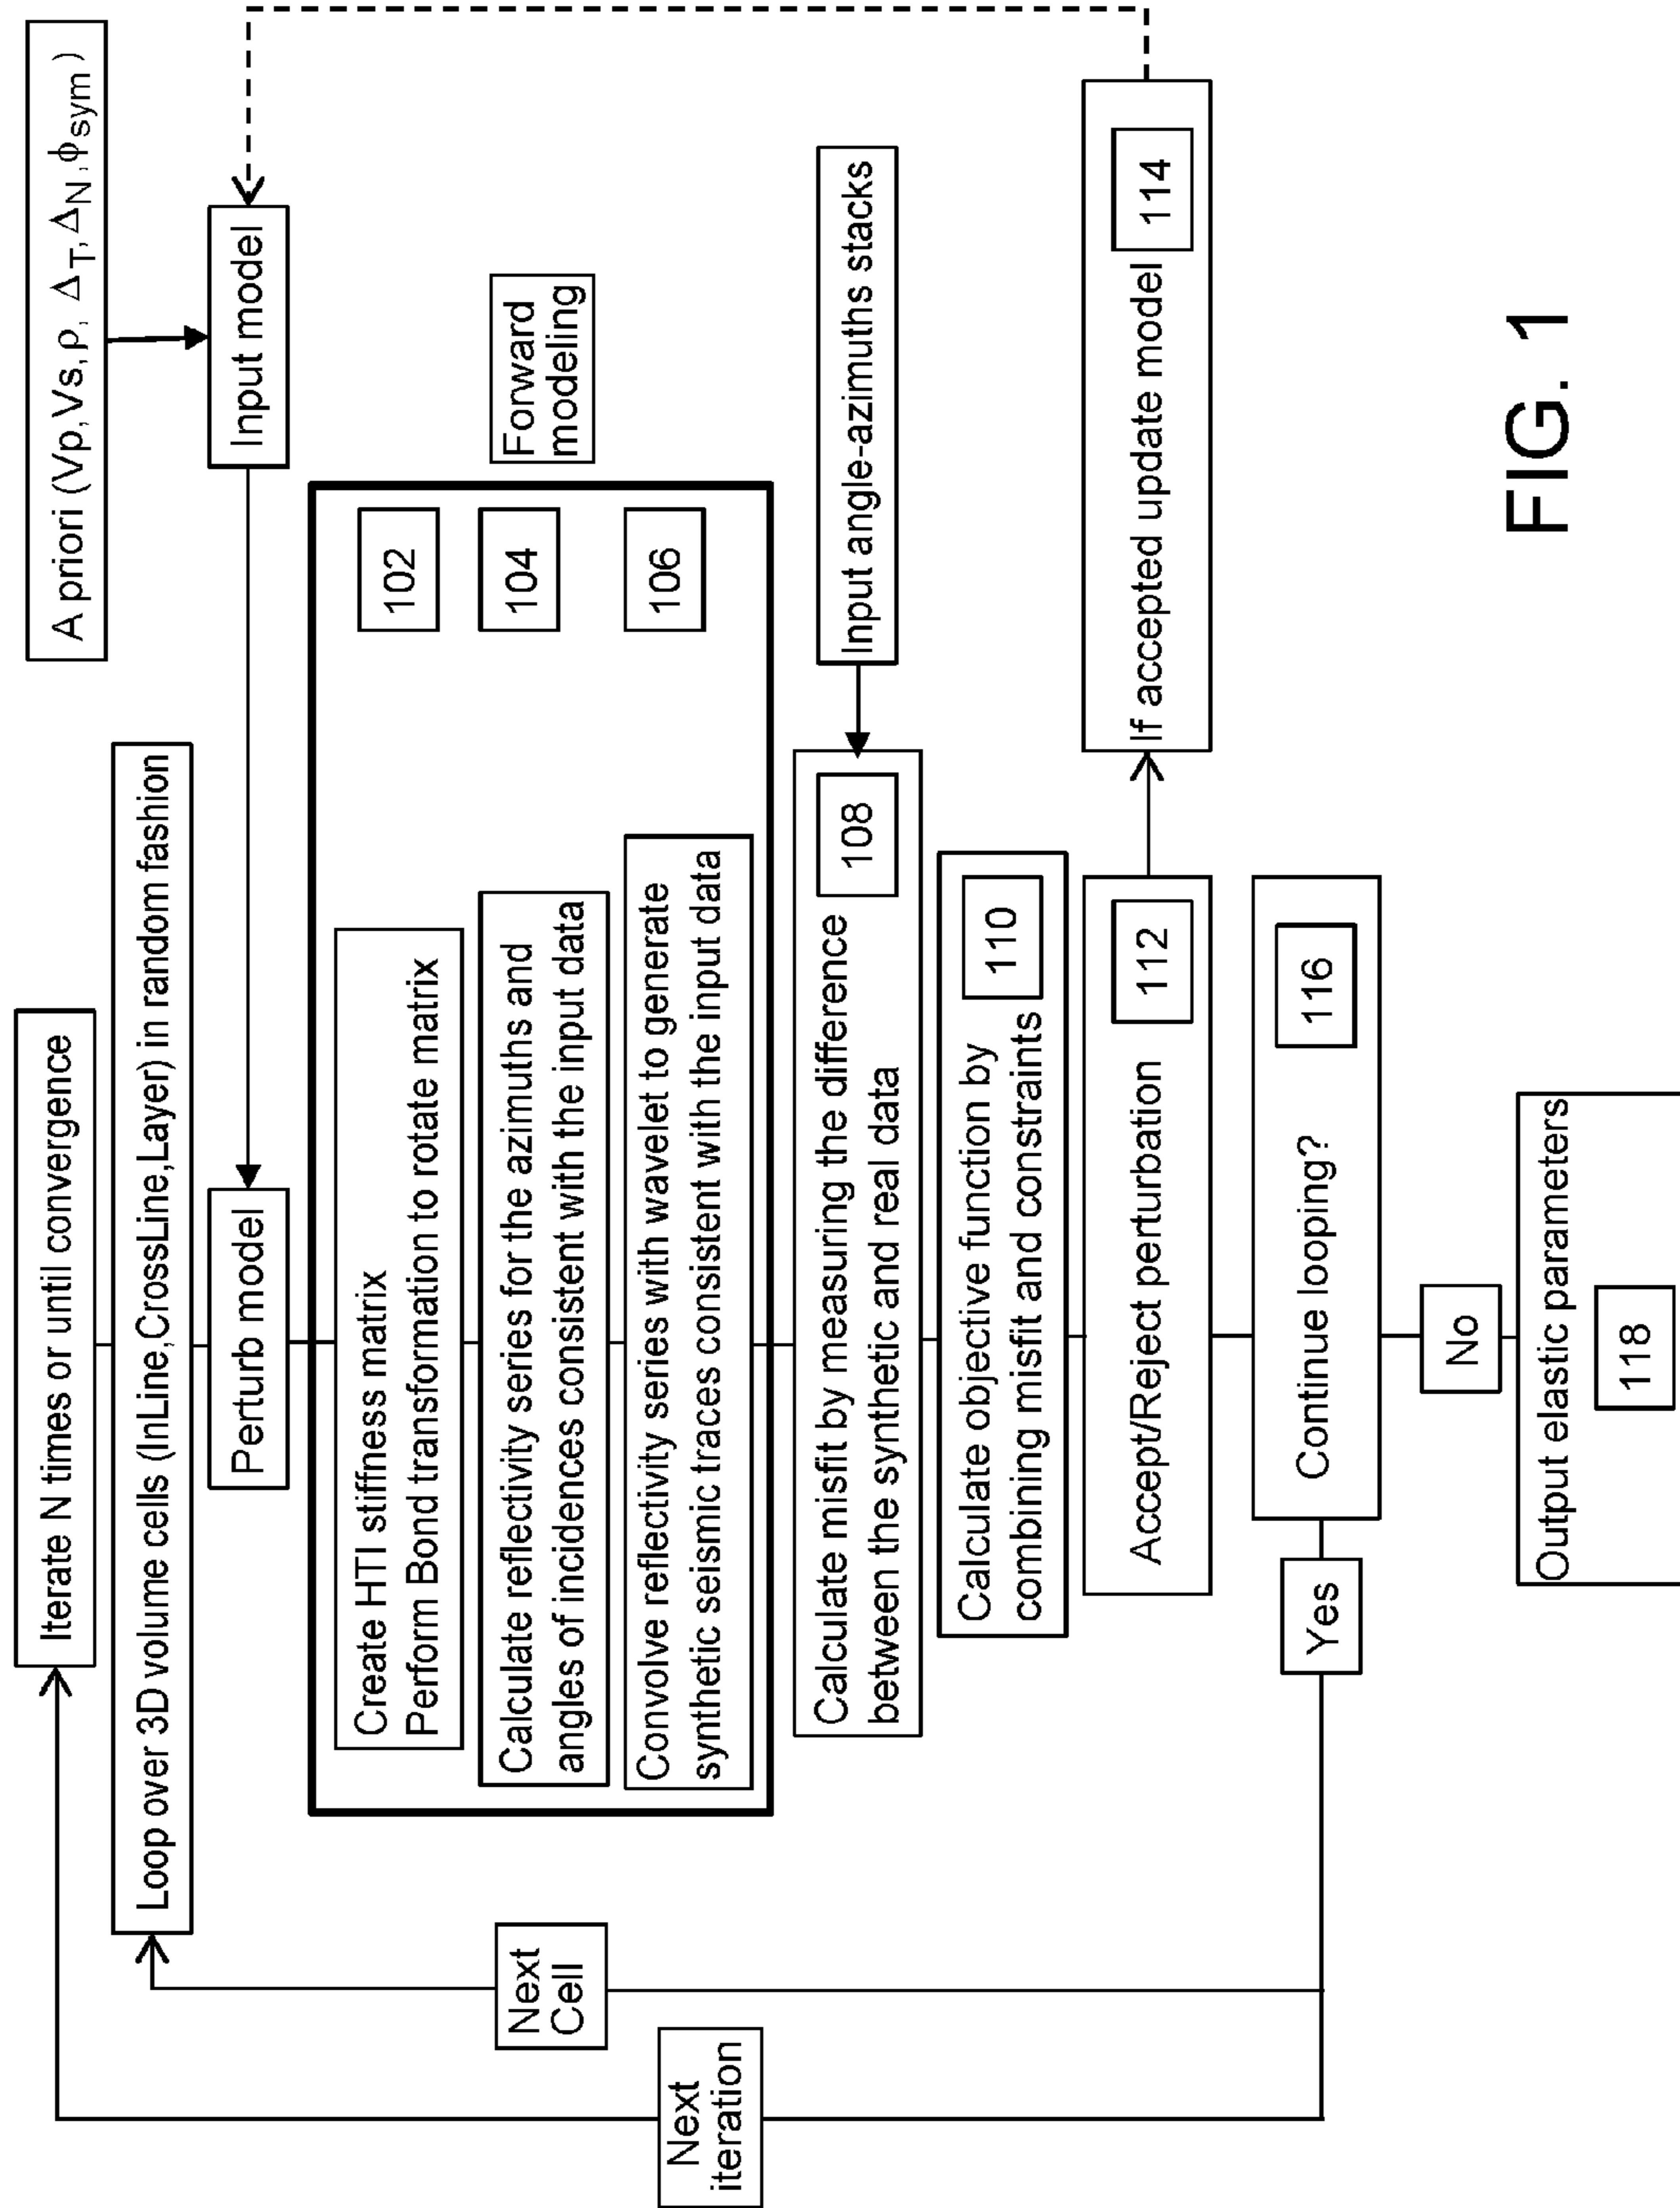 Iterate N times or until convergence
Loop over 3D volume cells (InLine,CrossLine,Layer) in random fashion
A priori (Vp,Vs,ρ, Δ_T, Δ_N, ϕ_sym)
Perturb model
Input model
Create HTI stiffness matrix
Perform Bond transformation to rotate matrix
102
Calculate reflectivity series for the azimuths and
angles of incidences consistent with the input data
104
Convolve reflectivity series with wavelet to generate
synthetic seismic traces consistent with the input data
106
Forward
modeling
Calculate misfit by measuring the difference
between the synthetic and real data
108
Input angle-azimuths stacks
Calculate objective function by
combining misfit and constraints
110
Accept/Reject perturbation
112
If accepted update model
114
Continue looping?
116
Yes
Next
Cell
Next
iteration
No
Output elastic parameters
118
FIG. 1